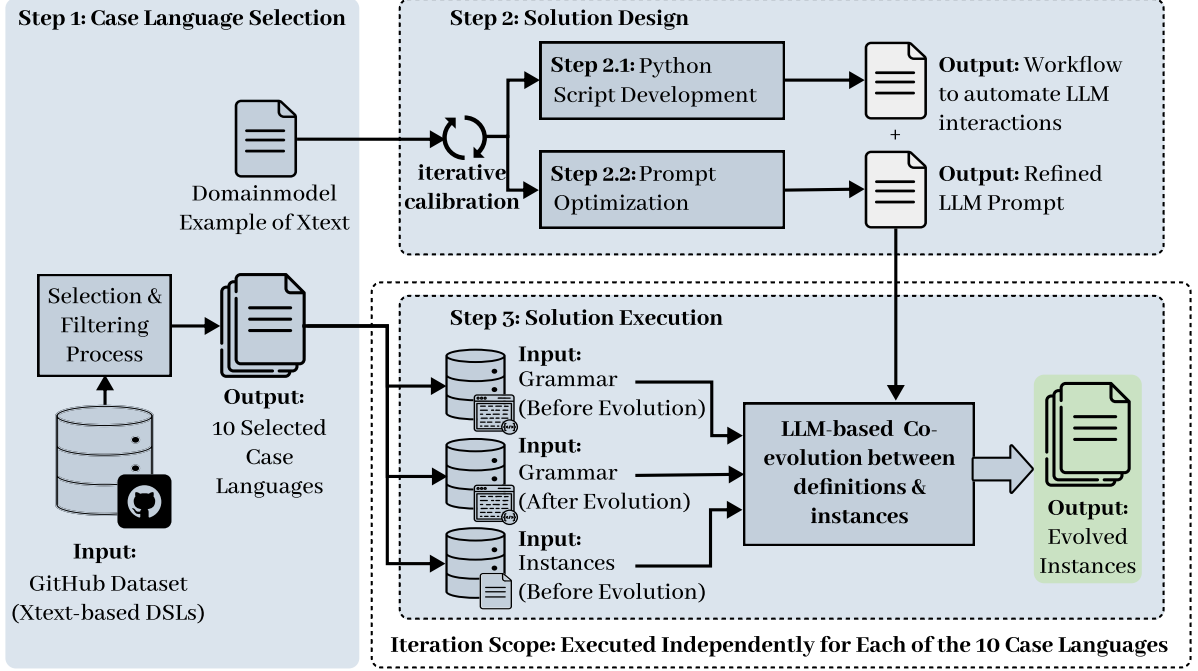 Step 1: Case Language Selection
Domainmodel
Example of Xtext
Selection &
Filtering
Process
Output:
10 Selected
Case
Languages
Input:
GitHub Dataset
(Xtext-based DSLs)
Step 2: Solution Design
iterative
calibration
Step 2.1: Python
Script Development
Output: Workflow
to automate LLM
interactions
+
Step 2.2: Prompt
Optimization
Output: Refined
LLM Prompt
Step 3: Solution Execution
Input:
Grammar
(Before Evolution)
Input:
Grammar
(After Evolution)
Input:
Instances
(Before Evolution)
LLM-based Co-
evolution between
definitions &
instances
Output:
Evolved
Instances
Iteration Scope: Executed Independently for Each of the 10 Case Languages